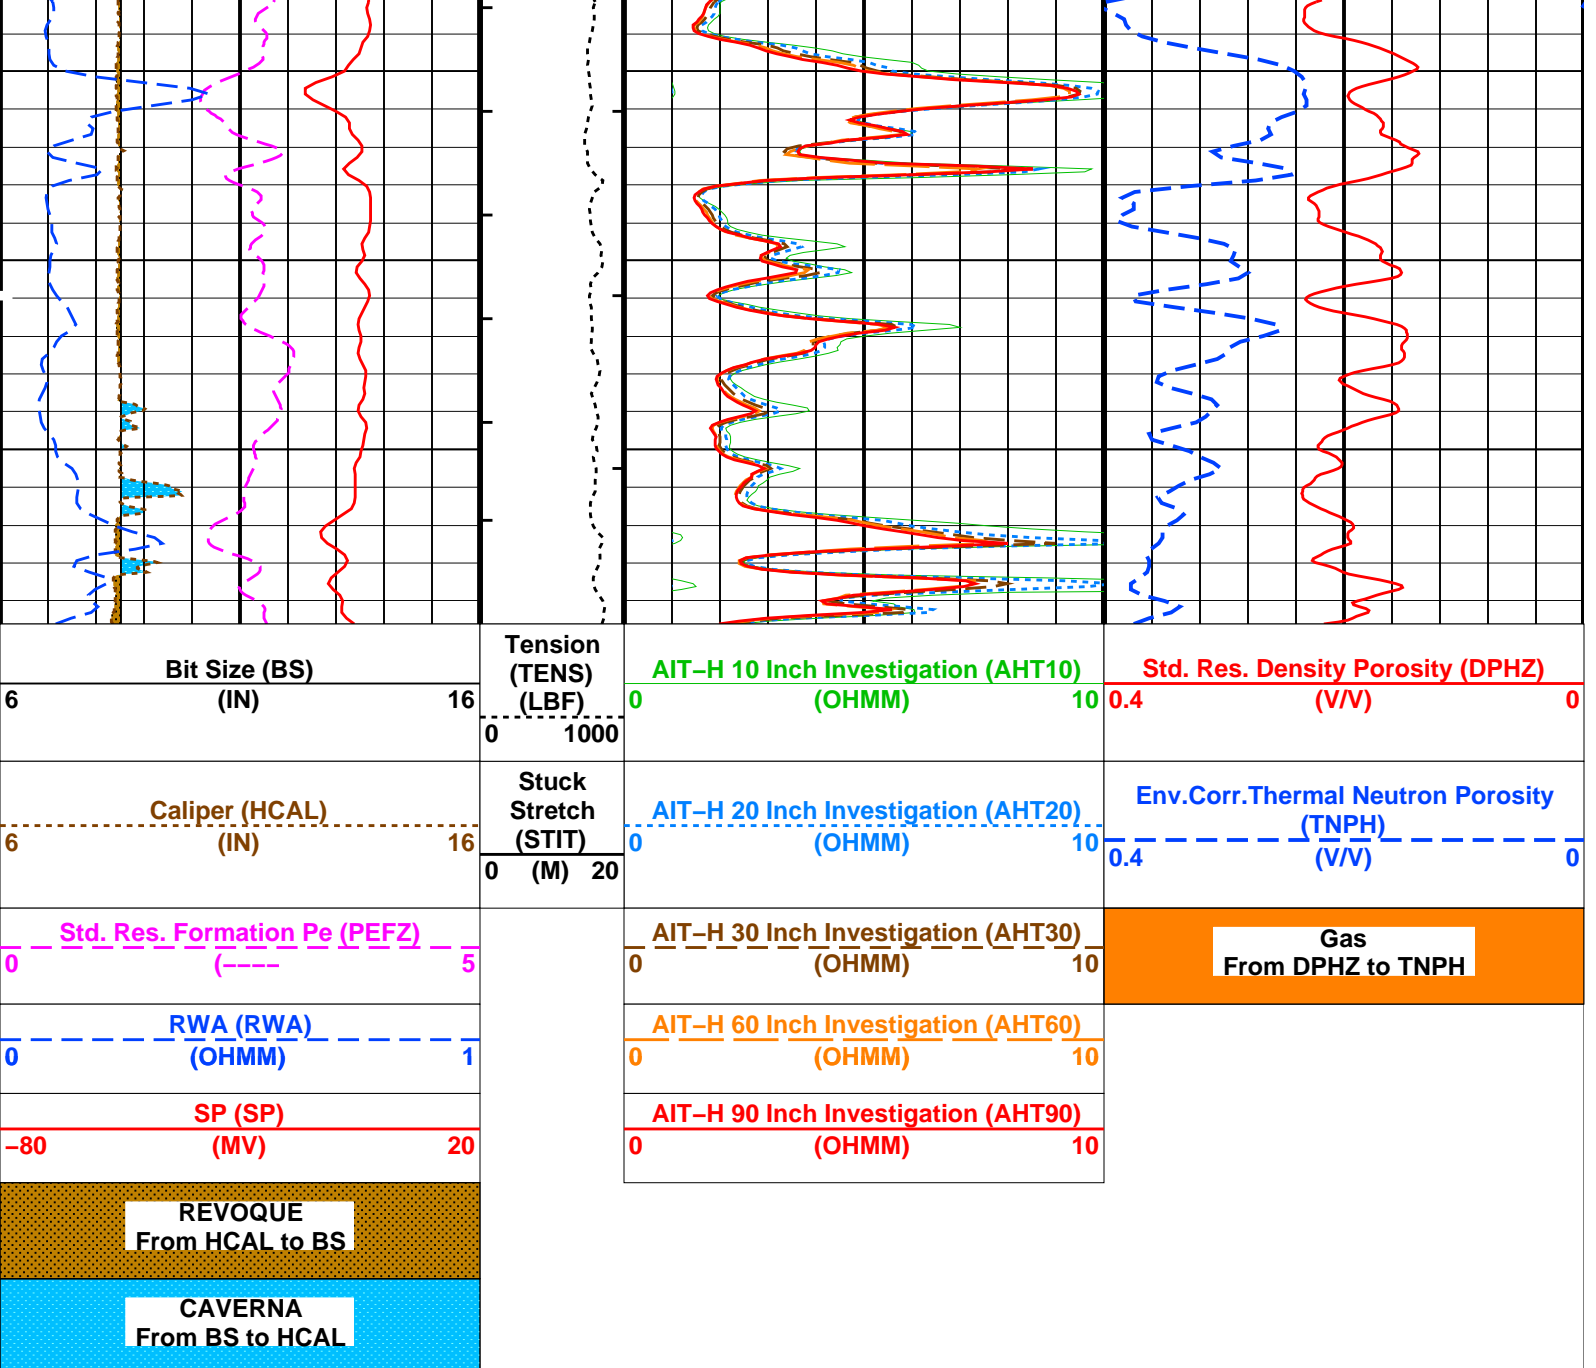 Bit Size (BS)
6 (IN) 16
Caliper (HCAL)
6 (IN) 16
Std. Res. Formation Pe (PEFZ)
0 (–––– 5
RWA (RWA)
0 (OHMM) 1
SP (SP)
−80 (MV) 20
REVOQUE
From HCAL to BS
CAVERNA
From BS to HCAL
Tension
(TENS)
(LBF)
0 1000
Stuck
Stretch
(STIT)
0 (M) 20
AIT−H 10 Inch Investigation (AHT10)
0 (OHMM) 10
AIT−H 20 Inch Investigation (AHT20)
0 (OHMM) 10
AIT−H 30 Inch Investigation (AHT30)
0 (OHMM) 10
AIT−H 60 Inch Investigation (AHT60)
0 (OHMM) 10
AIT−H 90 Inch Investigation (AHT90)
0 (OHMM) 10
Std. Res. Density Porosity (DPHZ)
0.4 (V/V) 0
Env.Corr.Thermal Neutron Porosity
(TNPH)
0.4 (V/V) 0
Gas
From DPHZ to TNPH